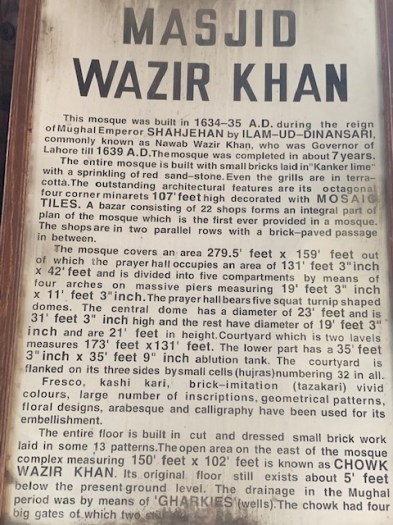 MASJID
WAZIR KHAN
This mosque was built in 1634-35 A.D. during the reign
of Mughal Emperor SHAHJEHAN by ILAM-UD-DINANSARI,
commonly known as Nawab Wazir Khan, who was Governor of
Lahore till 1639 A.D.The mosque was completed in about 7 years.
The entire mosque is built with small bricks laid in "Kanker lime"
with a sprinkling of red sand-stone. Even the grills are in terra-
cotta.The outstanding architectural features are its octagonal
four corner minarets 107' feet high decorated with MOSAIC
TILES. A bazar consisting of 22 shops forms an integral part of
plan of the mosque which is the first ever provided in a mosque.
The shops are in two parallel rows with a brick-paved passage
in between.
The mosque covers an area 279.5' feet x 159' feet out
of which the prayer hall occupies an area of 131' feet 3" inch
x 42' feet and is divided into five compartments by means of
four arches on massive piers measuring 19' feet 3" inch
x 11' feet 3" inch. The prayer hall bears five squat turnip shaped
domes. The central dome has a diameter of 23' feet and is
31' feet 3" inch high and the rest have diameter of 19' feet 3"
inch and are 21' feet in height. Courtyard which is two lavels
measures 173' feet x 131' feet. The lower part has a 35' feet
3" inch x 35' feet 9" inch ablution tank. The courtyard is
flanked on its three sides by small cells (hujras) numbering 32 in all.
Fresco, kashi kari, brick-imitation (tazakari) vivid
colours, large number of inscriptions, geometrical patterns,
floral designs, arabesque and calligraphy have been used for its
embellishment.
The entire floor is built in cut and dressed small brick work
laid in some 13 patterns. The open area on the east of the mosque
complex measuring 150' feet x 102' feet is known as CHOWK
WAZIR KHAN. Its original floor still exists about 5' feet
below the present ground level. The drainage in the Mughal
period was by means of 'GHARKIES' (wells). The chowk had four
big gates of which two